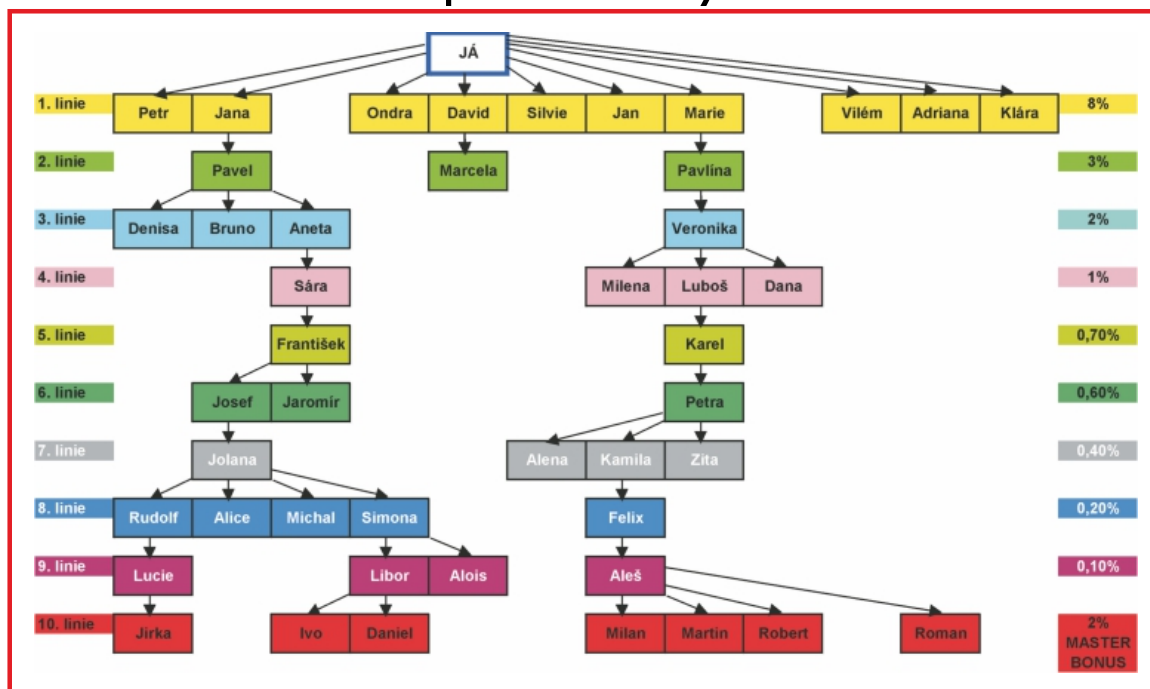 JÁ
1. linie Petr Jana Ondra David Silvie Jan Marie Vilém Adriana Klára 8%
2. linie Pavel Marcela Pavlína 3%
3. linie Denisa Bruno Aneta Veronika 2%
4. linie Sára Milena Luboš Dana 1%
5. linie František Karel 0,70%
6. linie Josef Jaromír Petra 0,60%
7. linie Jolana Alena Kamila Zita 0,40%
8. linie Rudolf Alice Michal Simona Felix 0,20%
9. linie Lucie Libor Alois Aleš 0,10%
10. linie Jirka Ivo Daniel Milan Martin Robert Roman 2%
MASTER
BONUS